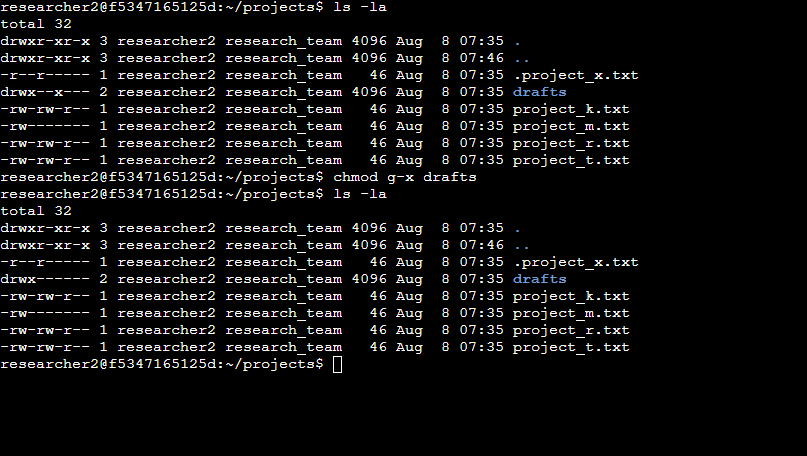 researcher2@f5347165125d:~/projects$ ls -la
total 32
drwxr-xr-x 3 researcher2 research_team 4096 Aug  8 07:35 .
drwxr-xr-x 3 researcher2 research_team 4096 Aug  8 07:46 ..
-r--r----- 1 researcher2 research_team   46 Aug  8 07:35 .project_x.txt
drwx--x--- 2 researcher2 research_team 4096 Aug  8 07:35 drafts
-rw-rw-r-- 1 researcher2 research_team   46 Aug  8 07:35 project_k.txt
-rw------- 1 researcher2 research_team   46 Aug  8 07:35 project_m.txt
-rw-rw-r-- 1 researcher2 research_team   46 Aug  8 07:35 project_r.txt
-rw-rw-r-- 1 researcher2 research_team   46 Aug  8 07:35 project_t.txt
researcher2@f5347165125d:~/projects$ chmod g-x drafts
researcher2@f5347165125d:~/projects$ ls -la
total 32
drwxr-xr-x 3 researcher2 research_team 4096 Aug  8 07:35 .
drwxr-xr-x 3 researcher2 research_team 4096 Aug  8 07:46 ..
-r--r----- 1 researcher2 research_team   46 Aug  8 07:35 .project_x.txt
drwx------ 2 researcher2 research_team 4096 Aug  8 07:35 drafts
-rw-rw-r-- 1 researcher2 research_team   46 Aug  8 07:35 project_k.txt
-rw------- 1 researcher2 research_team   46 Aug  8 07:35 project_m.txt
-rw-rw-r-- 1 researcher2 research_team   46 Aug  8 07:35 project_r.txt
-rw-rw-r-- 1 researcher2 research_team   46 Aug  8 07:35 project_t.txt
researcher2@f5347165125d:~/projects$